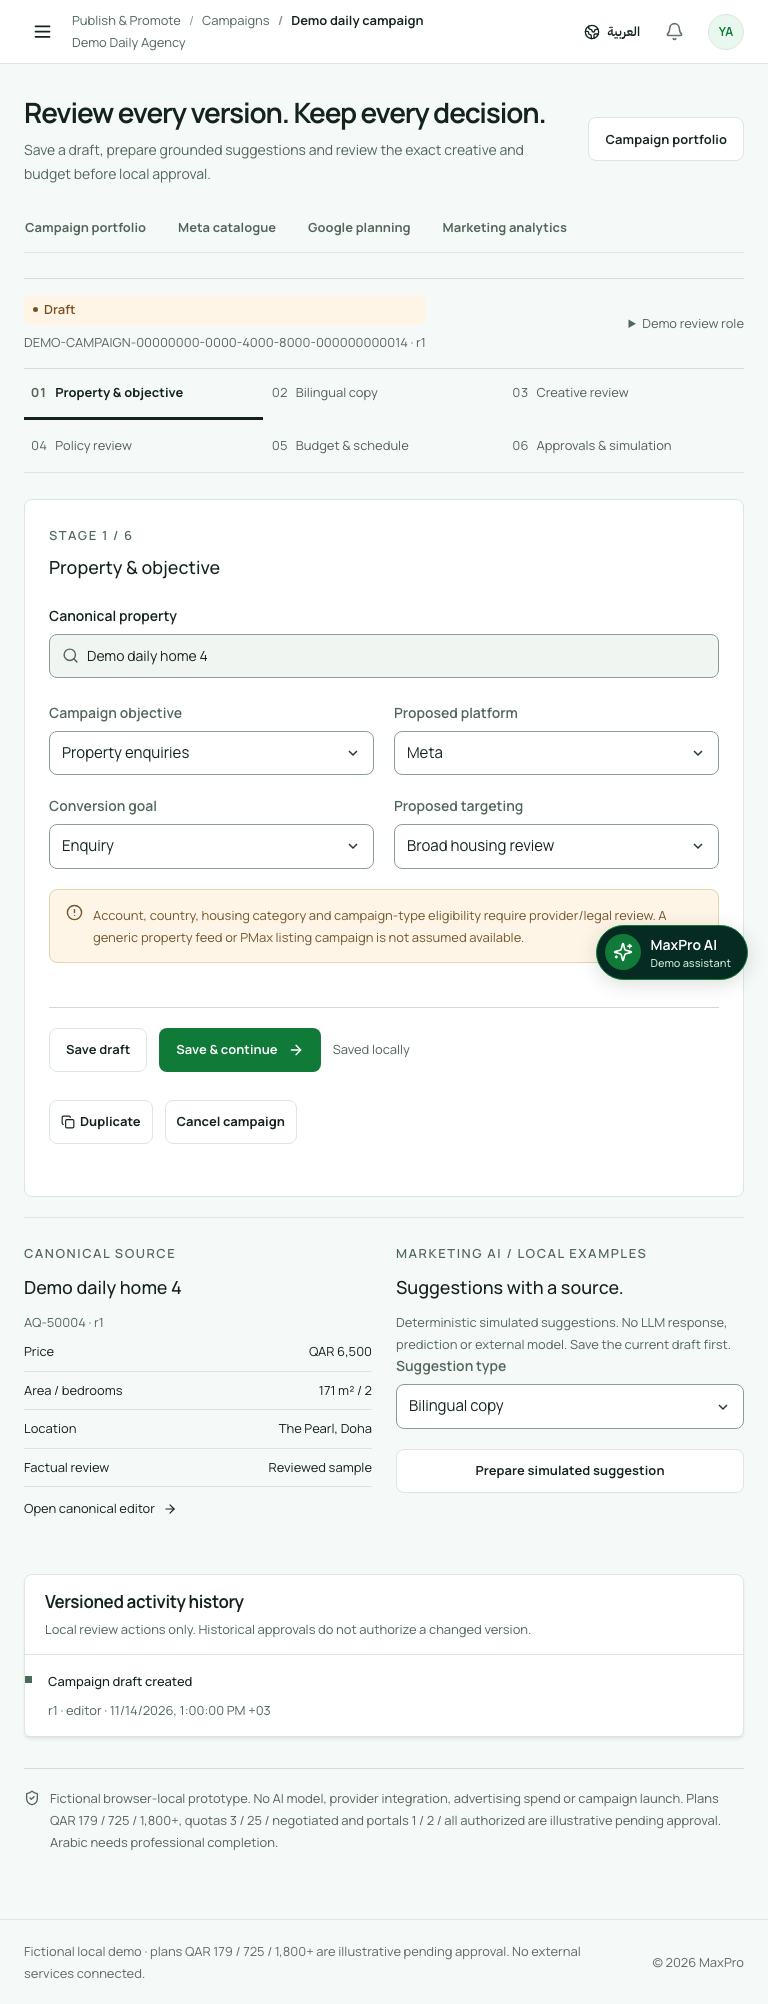 Publish & Promote / Campaigns / Demo daily campaign
Demo Daily Agency
العربية
YA
Review every version. Keep every decision.
Save a draft, prepare grounded suggestions and review the exact creative and
budget before local approval.
Campaign portfolio
Campaign portfolio
Meta catalogue
Google planning
Marketing analytics
Draft
DEMO-CAMPAIGN-00000000-0000-4000-8000-000000000014 · r1
Demo review role
01 Property & objective
02 Bilingual copy
03 Creative review
04 Policy review
05 Budget & schedule
06 Approvals & simulation
STAGE 1 / 6
Property & objective
Canonical property
Demo daily home 4
Campaign objective
Proposed platform
Property enquiries
Meta
Conversion goal
Proposed targeting
Enquiry
Broad housing review
Account, country, housing category and campaign-type eligibility require provider/legal review. A
generic property feed or PMax listing campaign is not assumed available.
MaxPro AI
Demo assistant
Save draft
Save & continue
Saved locally
Duplicate
Cancel campaign
CANONICAL SOURCE
Demo daily home 4
AQ-50004 · r1
Price QAR 6,500
Area / bedrooms 171 m² / 2
Location The Pearl, Doha
Factual review Reviewed sample
Open canonical editor
MARKETING AI / LOCAL EXAMPLES
Suggestions with a source.
Deterministic simulated suggestions. No LLM response,
prediction or external model. Save the current draft first.
Suggestion type
Bilingual copy
Prepare simulated suggestion
Versioned activity history
Local review actions only. Historical approvals do not authorize a changed version.
Campaign draft created
r1 · editor · 11/14/2026, 1:00:00 PM +03
Fictional browser-local prototype. No AI model, provider integration, advertising spend or campaign launch. Plans
QAR 179 / 725 / 1,800+, quotas 3 / 25 / negotiated and portals 1 / 2 / all authorized are illustrative pending approval.
Arabic needs professional completion.
Fictional local demo · plans QAR 179 / 725 / 1,800+ are illustrative pending approval. No external
services connected.
© 2026 MaxPro